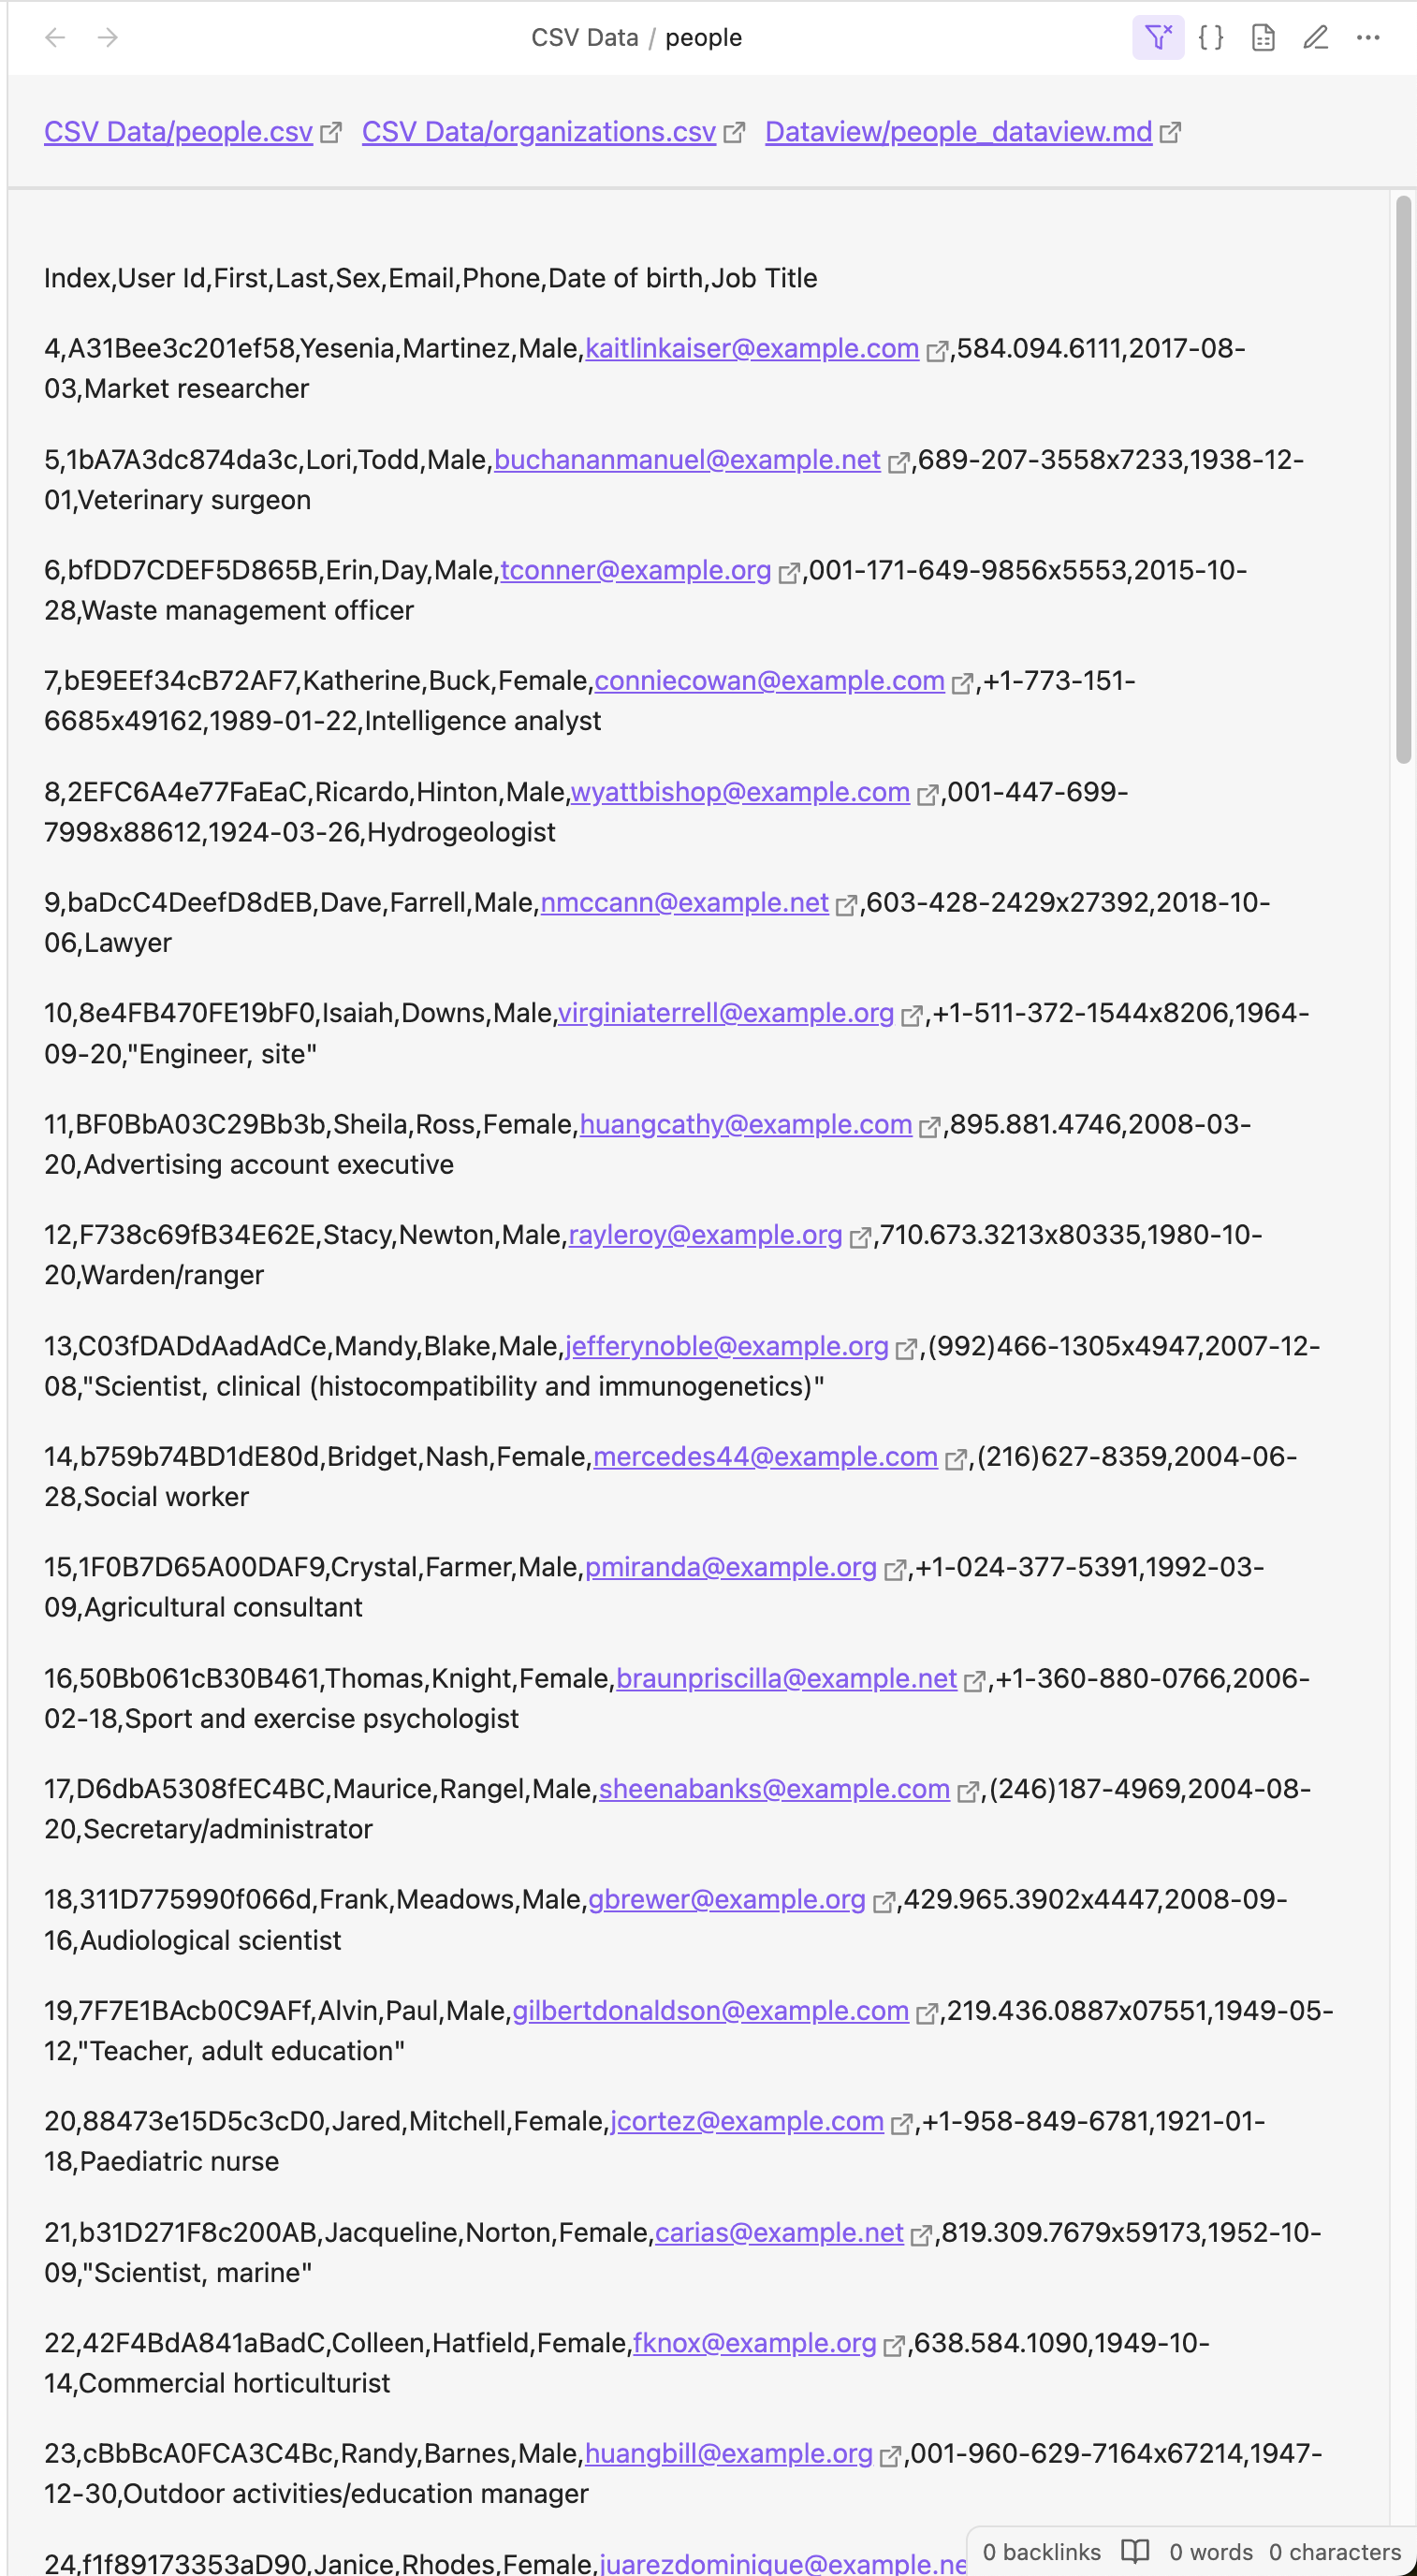 CSV Data / people
CSV Data/people.csv CSV Data/organizations.csv Dataview/people_dataview.md
Index,User Id,First,Last,Sex,Email,Phone,Date of birth,Job Title
4,A31Bee3c201ef58,Yesenia,Martinez,Male,kaitlinkaiser@example.com,584.094.6111,2017-08-
03,Market researcher
5,1bA7A3dc874da3c,Lori,Todd,Male,buchananmanuel@example.net,689-207-3558x7233,1938-12-
01,Veterinary surgeon
6,bfDD7CDEF5D865B,Erin,Day,Male,tconner@example.org,001-171-649-9856x5553,2015-10-
28,Waste management officer
7,bE9EEf34cB72AF7,Katherine,Buck,Female,conniecowan@example.com,+1-773-151-
6685x49162,1989-01-22,Intelligence analyst
8,2EFC6A4e77FaEaC,Ricardo,Hinton,Male,wyattbishop@example.com,001-447-699-
7998x88612,1924-03-26,Hydrogeologist
9,baDcC4DeefD8dEB,Dave,Farrell,Male,nmccann@example.net,603-428-2429x27392,2018-10-
06,Lawyer
10,8e4FB470FE19bF0,Isaiah,Downs,Male,virginiaterrell@example.org,+1-511-372-1544x8206,1964-
09-20,"Engineer, site"
11,BF0BbA03C29Bb3b,Sheila,Ross,Female,huangcathy@example.com,895.881.4746,2008-03-
20,Advertising account executive
12,F738c69fB34E62E,Stacy,Newton,Male,rayleroy@example.org,710.673.3213x80335,1980-10-
20,Warden/ranger
13,C03fDADdAadAdCe,Mandy,Blake,Male,jefferynoble@example.org,(992)466-1305x4947,2007-12-
08,"Scientist, clinical (histocompatibility and immunogenetics)"
14,b759b74BD1dE80d,Bridget,Nash,Female,mercedes44@example.com,(216)627-8359,2004-06-
28,Social worker
15,1F0B7D65A00DAF9,Crystal,Farmer,Male,pmiranda@example.org,+1-024-377-5391,1992-03-
09,Agricultural consultant
16,50Bb061cB30B461,Thomas,Knight,Female,braunpriscilla@example.net,+1-360-880-0766,2006-
02-18,Sport and exercise psychologist
17,D6dbA5308fEC4BC,Maurice,Rangel,Male,sheenabanks@example.com,(246)187-4969,2004-08-
20,Secretary/administrator
18,311D775990f066d,Frank,Meadows,Male,gbrewer@example.org,429.965.3902x4447,2008-09-
16,Audiological scientist
19,7F7E1BAcb0C9AFf,Alvin,Paul,Male,gilbertdonaldson@example.com,219.436.0887x07551,1949-05-
12,"Teacher, adult education"
20,88473e15D5c3cD0,Jared,Mitchell,Female,jcortez@example.com,+1-958-849-6781,1921-01-
18,Paediatric nurse
21,b31D271F8c200AB,Jacqueline,Norton,Female,carias@example.net,819.309.7679x59173,1952-10-
09,"Scientist, marine"
22,42F4BdA841aBadC,Colleen,Hatfield,Female,fknox@example.org,638.584.1090,1949-10-
14,Commercial horticulturist
23,cBbBcA0FCA3C4Bc,Randy,Barnes,Male,huangbill@example.org,001-960-629-7164x67214,1947-
12-30,Outdoor activities/education manager
24,f1f89173353aD90,Janice,Rhodes,Female,juarezdominique@example.ne
0 backlinks 0 words 0 characters